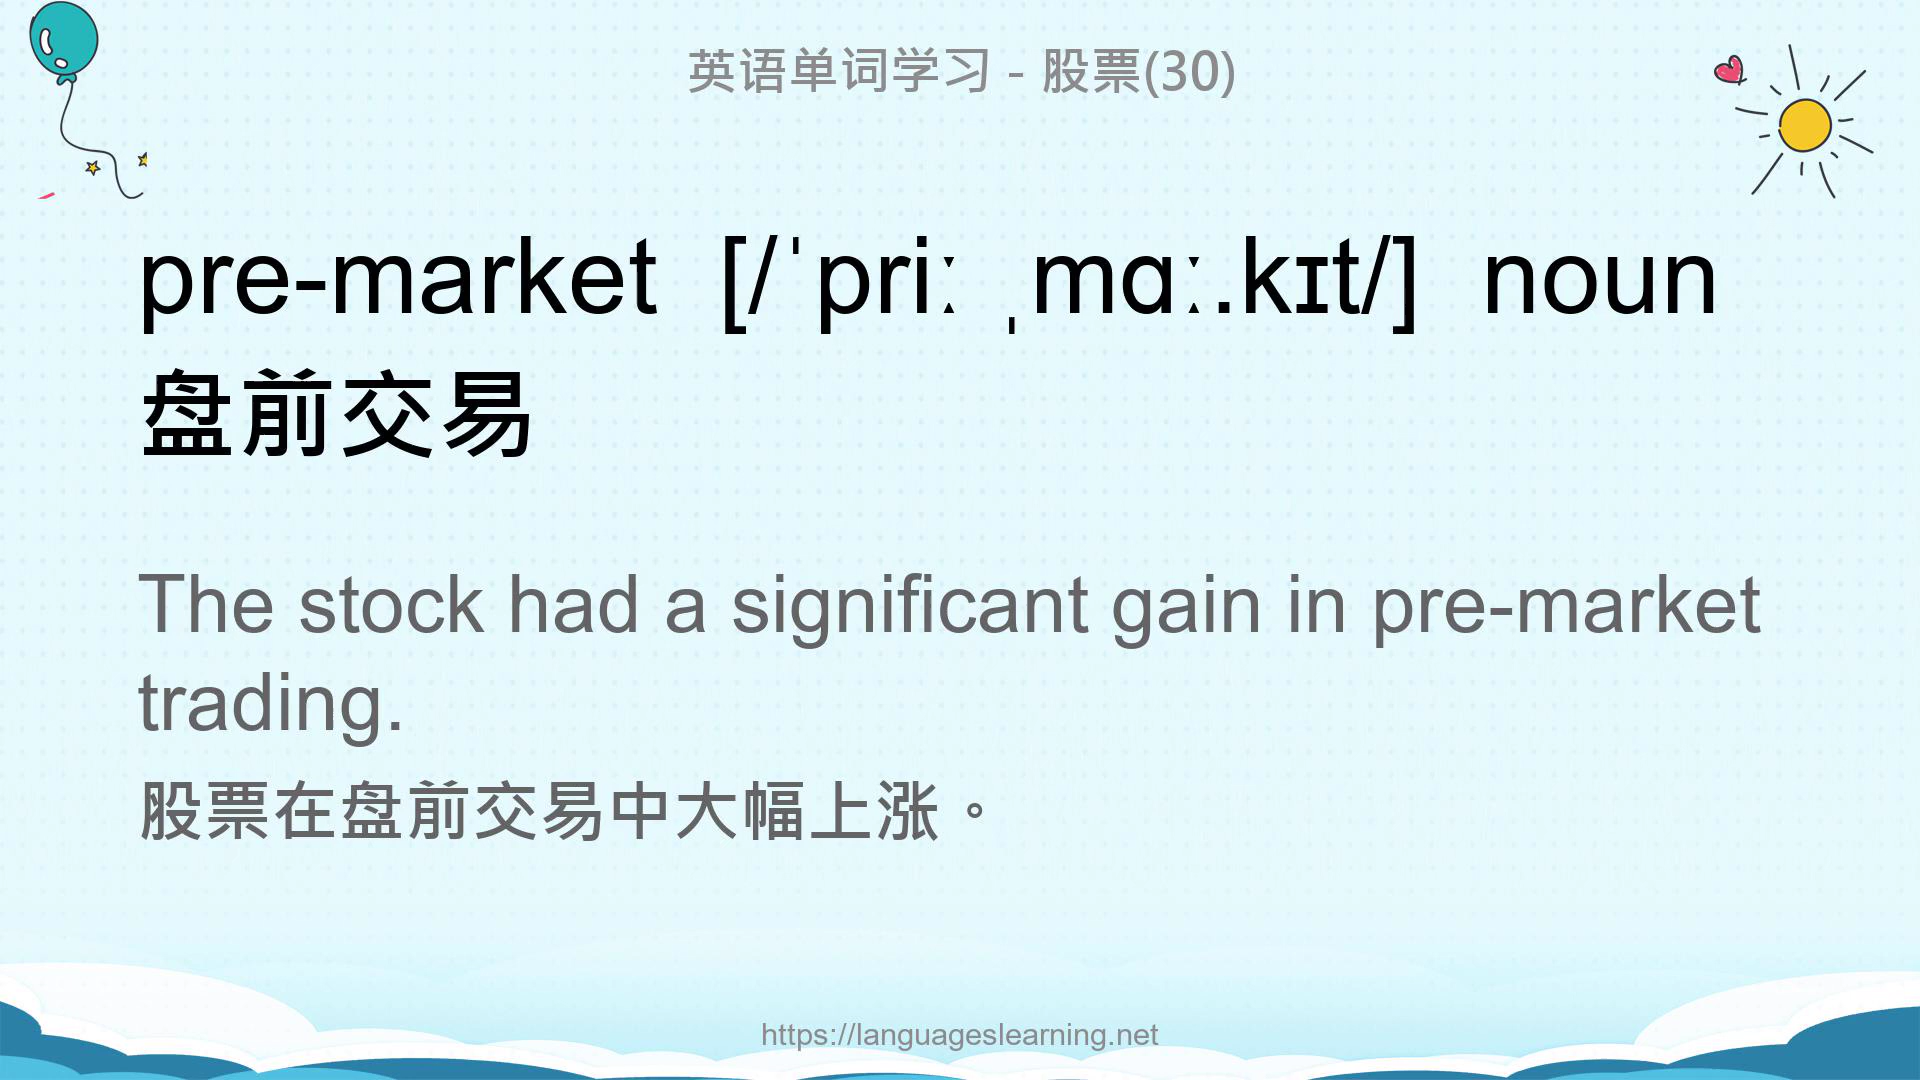 英语单词学习 - 股票(30)
pre-market [/ˈpriː ˌmɑː.kɪt/] noun
盘前交易
The stock had a significant gain in pre-market
trading.
股票在盘前交易中大幅上涨。
https://languageslearning.net